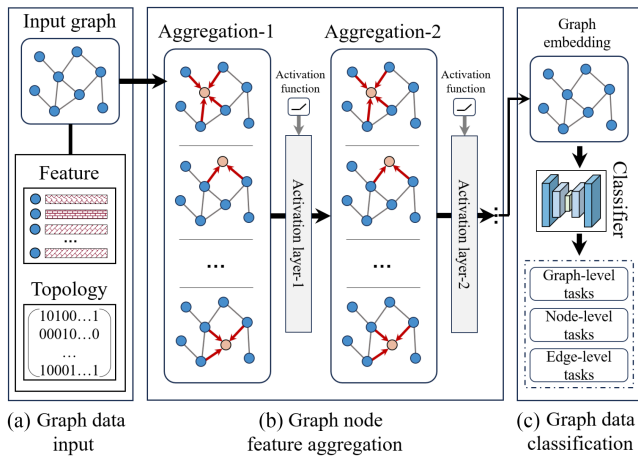 Input graph
Feature
...
Topology
10100...1
00010...0
...
10001...1
(a) Graph data
input
Aggregation-1
...
Activation
function
Activation layer-1
Aggregation-2
...
Activation
function
Activation layer-2
(b) Graph node
feature aggregation
Graph
embedding
Classifier
Graph-level
tasks
Node-level
tasks
Edge-level
tasks
(c) Graph data
classification